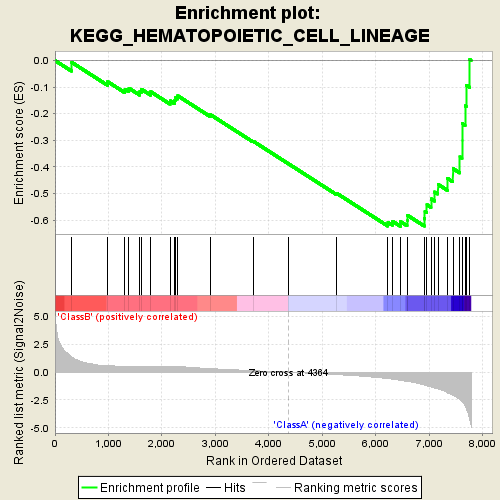 Enrichment plot:
KEGG_HEMATOPOIETIC_CELL_LINEAGE
Enrichment score (ES)
0.0
-0.1
-0.2
-0.3
-0.4
-0.5
-0.6
Ranked list metric (Signal2Noise)
5.0
2.5
0.0
-2.5
-5.0
'ClassB' (positively correlated)
Zero cross at 4364
'ClassA' (negatively correlated)
0 1,000 2,000 3,000 4,000 5,000 6,000 7,000 8,000
Rank in Ordered Dataset
Enrichment profile Hits Ranking metric scores